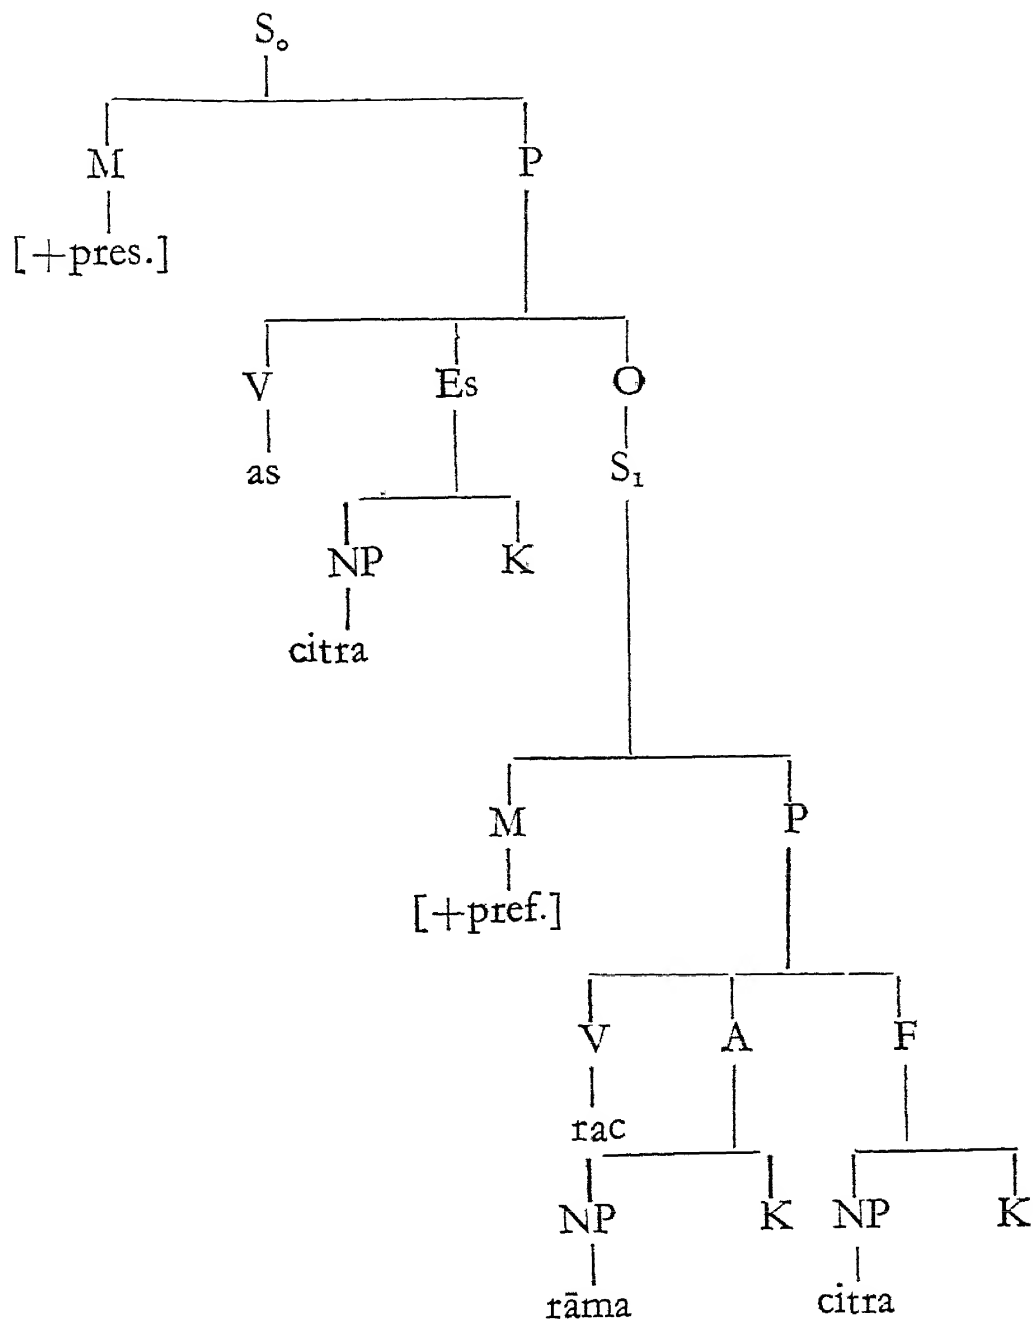 S₀
M P
[+pres.]
V Es O
as S₁
NP K
citra
M P
[+pref.]
V A F
rac
NP K NP K
rāma citra